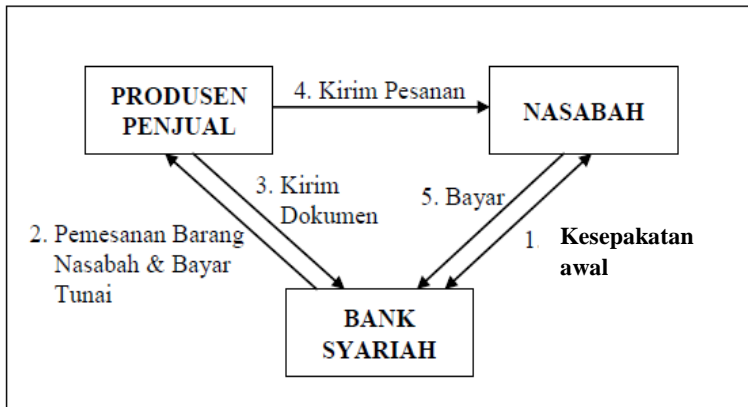 PRODUSEN
PENJUAL
4. Kirim Pesanan
NASABAH
3. Kirim
Dokumen
5. Bayar
2. Pemesanan Barang
Nasabah & Bayar
Tunai
1. Kesepakatan
awal
BANK
SYARIAH